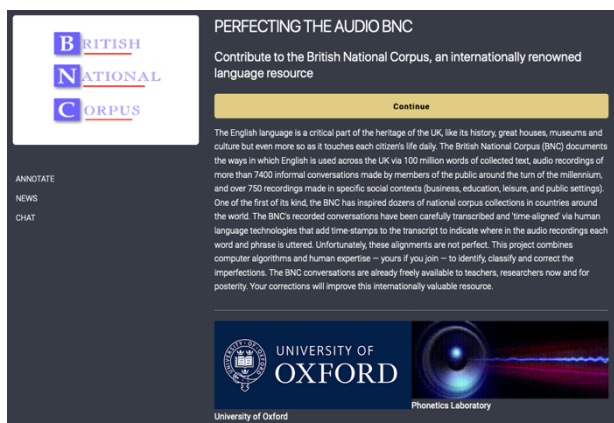 BRITISH
NATIONAL
CORPUS
ANNOTATE
NEWS
CHAT
PERFECTING THE AUDIO BNC
Contribute to the British National Corpus, an internationally renowned
language resource
Continue
The English language is a critical part of the heritage of the UK, like its history, great houses, museums and
culture but even more so as it touches each citizen's life daily. The British National Corpus (BNC) documents
the ways in which English is used across the UK via 100 million words of collected text, audio recordings of
more than 7400 informal conversations made by members of the public around the turn of the millennium,
and over 750 recordings made in specific social contexts (business, education, leisure, and public settings).
One of the first of its kind, the BNC has inspired dozens of national corpus collections in countries around
the world. The BNC's recorded conversations have been carefully transcribed and 'time-aligned' via human
language technologies that add time-stamps to the transcript to indicate where in the audio recordings each
word and phrase is uttered. Unfortunately, these alignments are not perfect. This project combines
computer algorithms and human expertise — yours if you join — to identify, classify and correct the
imperfections. The BNC conversations are already freely available to teachers, researchers now and for
posterity. Your corrections will improve this internationally valuable resource.
UNIVERSITY OF
OXFORD
University of Oxford
Phonetics Laboratory